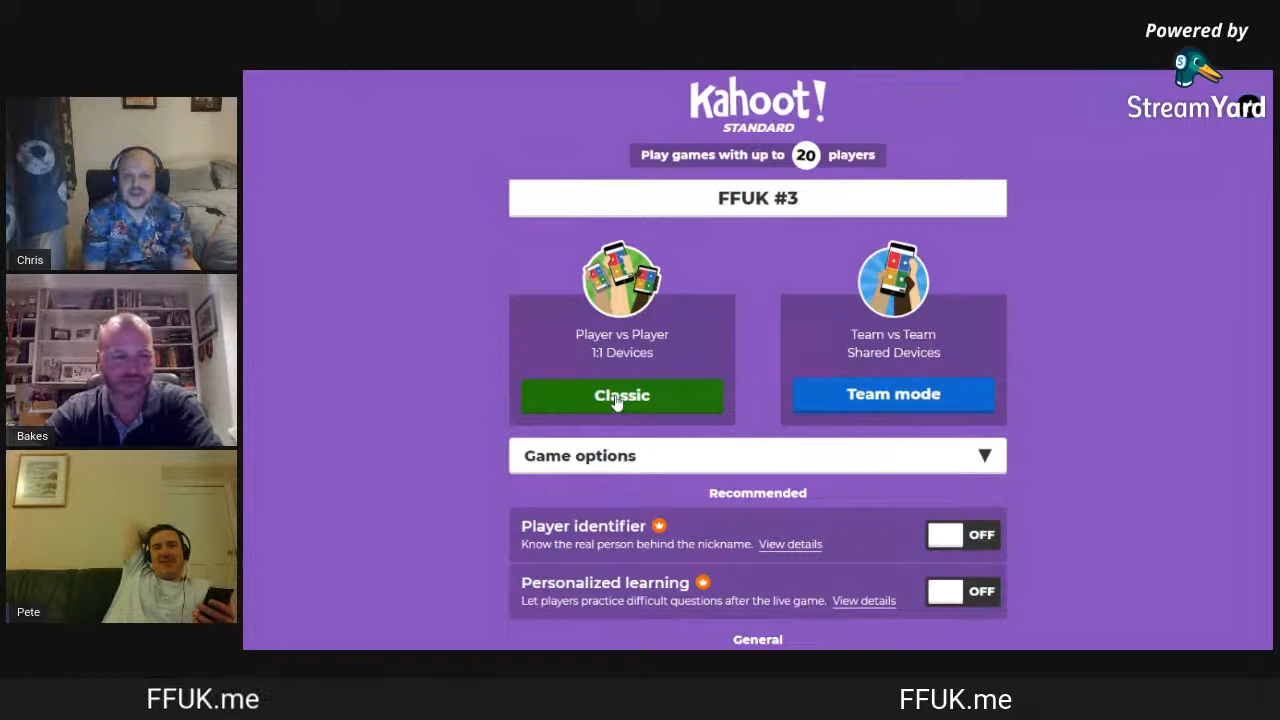 Powered by
StreamYard
Kahoot!
STANDARD
Play games with up to 20 players
FFUK #3
Player vs Player
1:1 Devices
Classic
Team vs Team
Shared Devices
Team mode
Game options
Recommended
Player identifier
Know the real person behind the nickname. View details
OFF
Personalized learning
Let players practice difficult questions after the live game. View details
OFF
General
Chris
Bakes
Pete
FFUK.me
FFUK.me